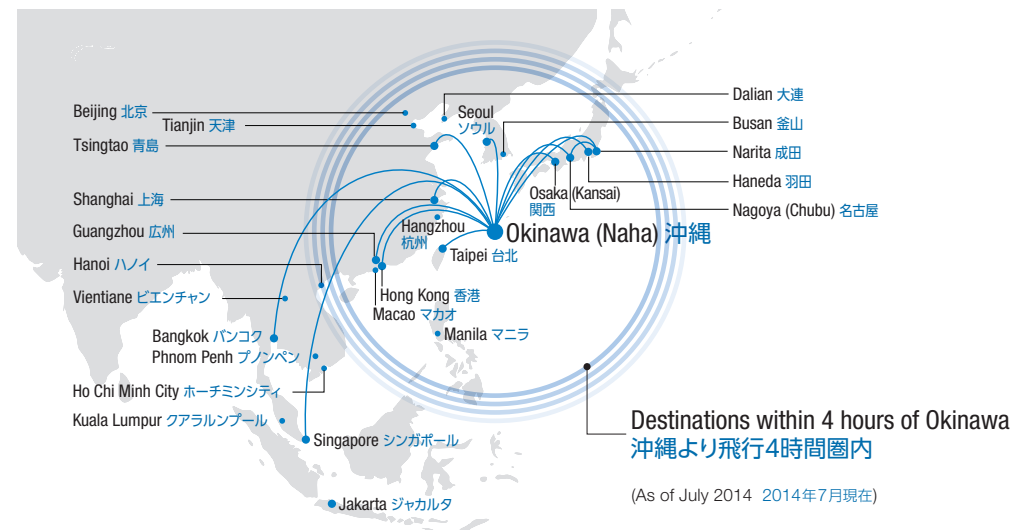 Beijing 北京
Tianjin 天津
Tsingtao 青島
Shanghai 上海
Guangzhou 広州
Hanoi ハノイ
Vientiane ビエンチャン
Bangkok バンコク
Phnom Penh プノンペン
Ho Chi Minh City ホーチミンシティ
Kuala Lumpur クアラルンプール
Seoul
ソウル
Hangzhou
杭州
Taipei 台北
Hong Kong 香港
Macao マカオ
Manila マニラ
Singapore シンガポール
Jakarta ジャカルタ
Osaka (Kansai)
関西
Okinawa (Naha) 沖縄
Dalian 大連
Busan 釜山
Narita 成田
Haneda 羽田
Nagoya (Chubu) 名古屋
Destinations within 4 hours of Okinawa
沖縄より飛行4時間圏内
(As of July 2014 2014年7月現在)